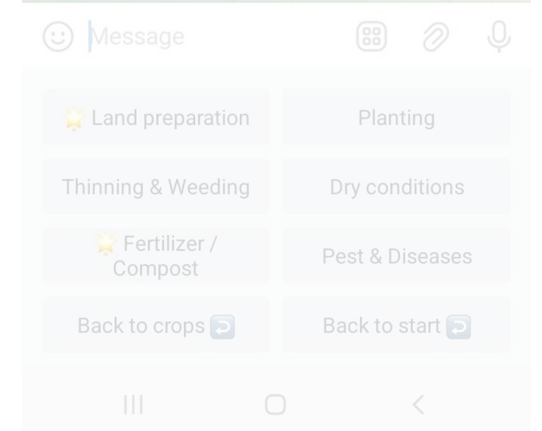 Message
🌟 Land preparation
Planting
Thinning & Weeding
Dry conditions
🌟 Fertilizer /
Compost
Pest & Diseases
Back to crops ↩️
Back to start ↩️